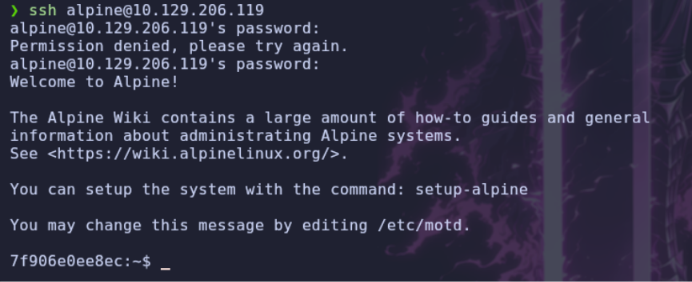 ❯ ssh alpine@10.129.206.119
alpine@10.129.206.119's password:
Permission denied, please try again.
alpine@10.129.206.119's password:
Welcome to Alpine!
The Alpine Wiki contains a large amount of how-to guides and general
information about administrating Alpine systems.
See <https://wiki.alpinelinux.org/>.
You can setup the system with the command: setup-alpine
You may change this message by editing /etc/motd.
7f906e0ee8ec:~$ _